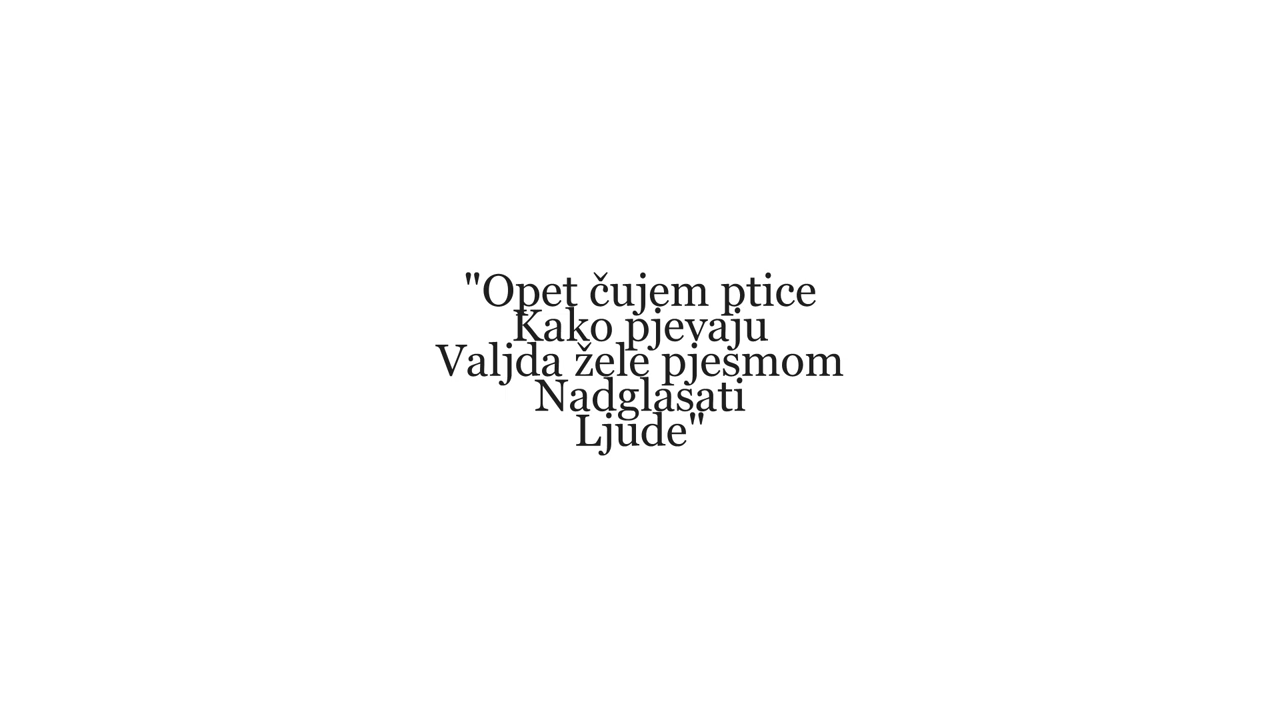 "Opet čujem ptice
Kako pjevaju
Valjda žele pjesmom
Nadglasati
Ljude"